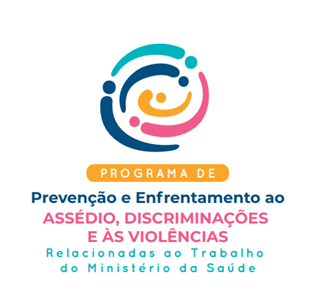 PROGRAMA DE
Prevenção e Enfrentamento ao
ASSÉDIO, DISCRIMINAÇÕES
E ÀS VIOLÊNCIAS
Relacionadas ao Trabalho
do Ministério da Saúde